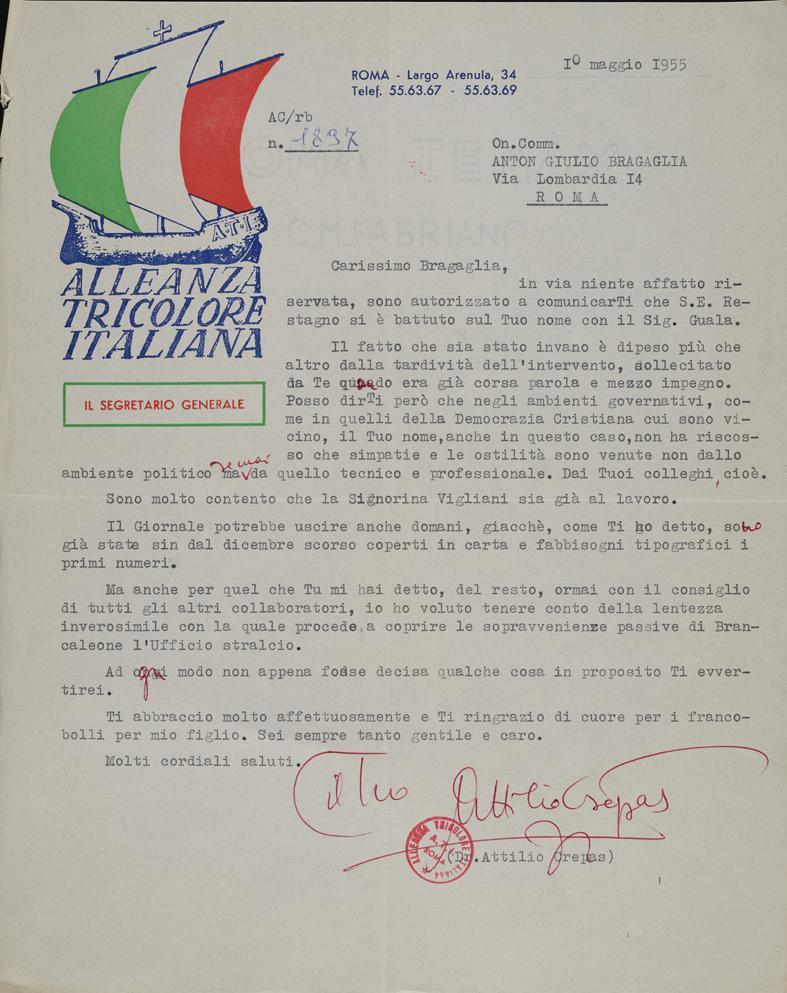 ROMA - Largo Arenula, 34
Telef. 55.63.67 - 55.63.69
I° maggio I955
AC/rb
n. 1897
On.Comm.
ANTON GIULIO BRAGAGLIA
Via Lombardia I4
ROMA
A.T.I.
ALLEANZA
TRICOLORE
ITALIANA
IL SEGRETARIO GENERALE
Carissimo Bragaglia,
in via niente affatto ri-
servata, sono autorizzato a comunicarTi che S.E. Re-
stagno si è battuto sul Tuo nome con il Sig. Guala.
Il fatto che sia stato invano è dipeso più che
altro dalla tardività dell'intervento, sollecitato
da Te quando era già corsa parola e mezzo impegno.
Posso dirTi però che negli ambienti governativi, co-
me in quelli della Democrazia Cristiana cui sono vi-
cino, il Tuo nome,anche in questo caso,non ha riscos-
so che simpatie e le ostilità sono venute non dallo
ambiente politico ma, se mai da quello tecnico e professionale. Dai Tuoi colleghi, cioè.
Sono molto contento che la Signorina Vigliani sia già al lavoro.
Il Giornale potrebbe uscire anche domani, giacchè, come Ti ho detto, sono
già state sin dal dicembre scorso coperti in carta e fabbisogni tipografici i
primi numeri.
Ma anche per quel che Tu mi hai detto, del resto, ormai con il consiglio
di tutti gli altri collaboratori, io ho voluto tenere conto della lentezza
inverosimile con la quale procede a coprire le sopravvenienze passive di Bran-
caleone l'Ufficio stralcio.
Ad ogni modo non appena fosse decisa qualche cosa in proposito Ti evver-
tirei.
Ti abbraccio molto affettuosamente e Ti ringrazio di cuore per i franco-
bolli per mio figlio. Sei sempre tanto gentile e caro.
Molti cordiali saluti.
il Tuo Attilio Crepas
ALLEANZA TRICOLORE ITALIANA
A.T.I.
ROMA
(Dr.Attilio Crepas)